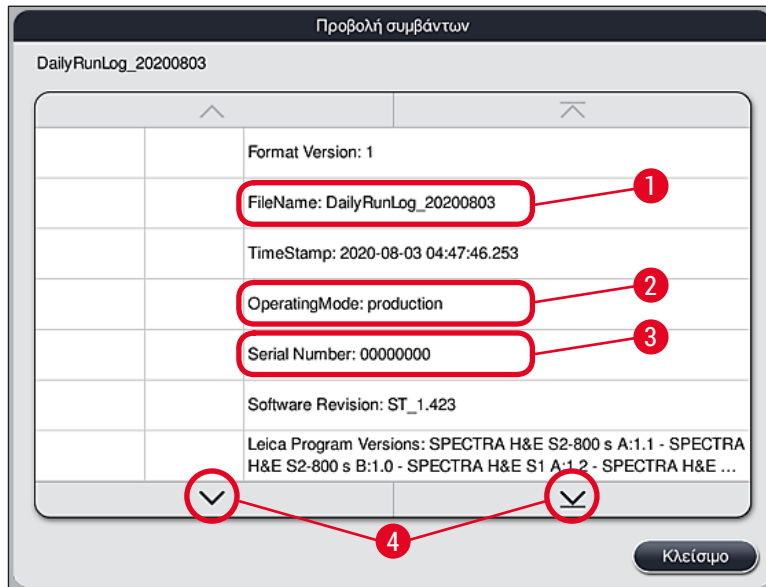 Προβολή συμβάντων
DailyRunLog_20200803
Format Version: 1
FileName: DailyRunLog_20200803
1
TimeStamp: 2020-08-03 04:47:46.253
OperatingMode: production
2
Serial Number: 00000000
3
Software Revision: ST_1.423
Leica Program Versions: SPECTRA H&E S2-800 s A:1.1 - SPECTRA
H&E S2-800 s B:1.0 - SPECTRA H&E S1 A:1.2 - SPECTRA H&E ...
4
Κλείσιμο